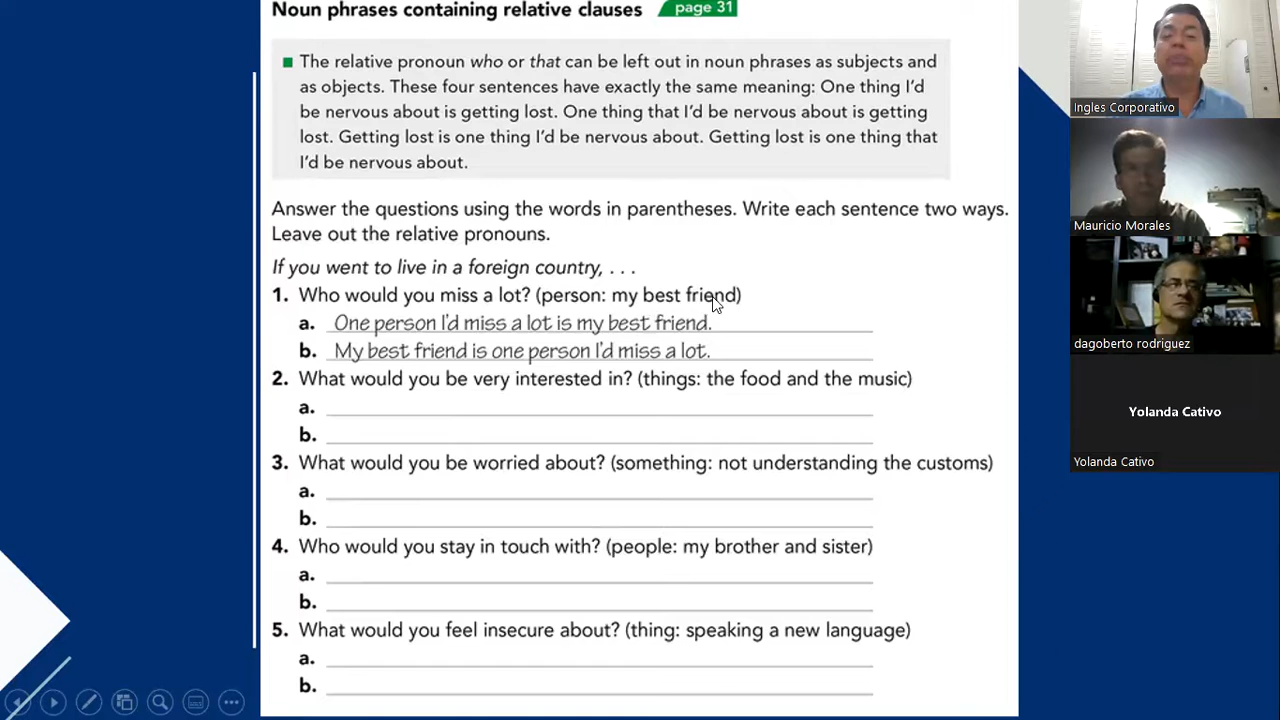 Noun phrases containing relative clauses page 31
The relative pronoun who or that can be left out in noun phrases as subjects and
as objects. These four sentences have exactly the same meaning: One thing I'd
be nervous about is getting lost. One thing that I'd be nervous about is getting
lost. Getting lost is one thing I'd be nervous about. Getting lost is one thing that
I'd be nervous about.
Answer the questions using the words in parentheses. Write each sentence two ways.
Leave out the relative pronouns.
If you went to live in a foreign country, . . .
1. Who would you miss a lot? (person: my best friend)
a. One person I'd miss a lot is my best friend.
b. My best friend is one person I'd miss a lot.
2. What would you be very interested in? (things: the food and the music)
a.
b.
3. What would you be worried about? (something: not understanding the customs)
a.
b.
4. Who would you stay in touch with? (people: my brother and sister)
a.
b.
5. What would you feel insecure about? (thing: speaking a new language)
a.
b.
Ingles Corporativo
Mauricio Morales
dagoberto rodriguez
Yolanda Cativo
Yolanda Cativo